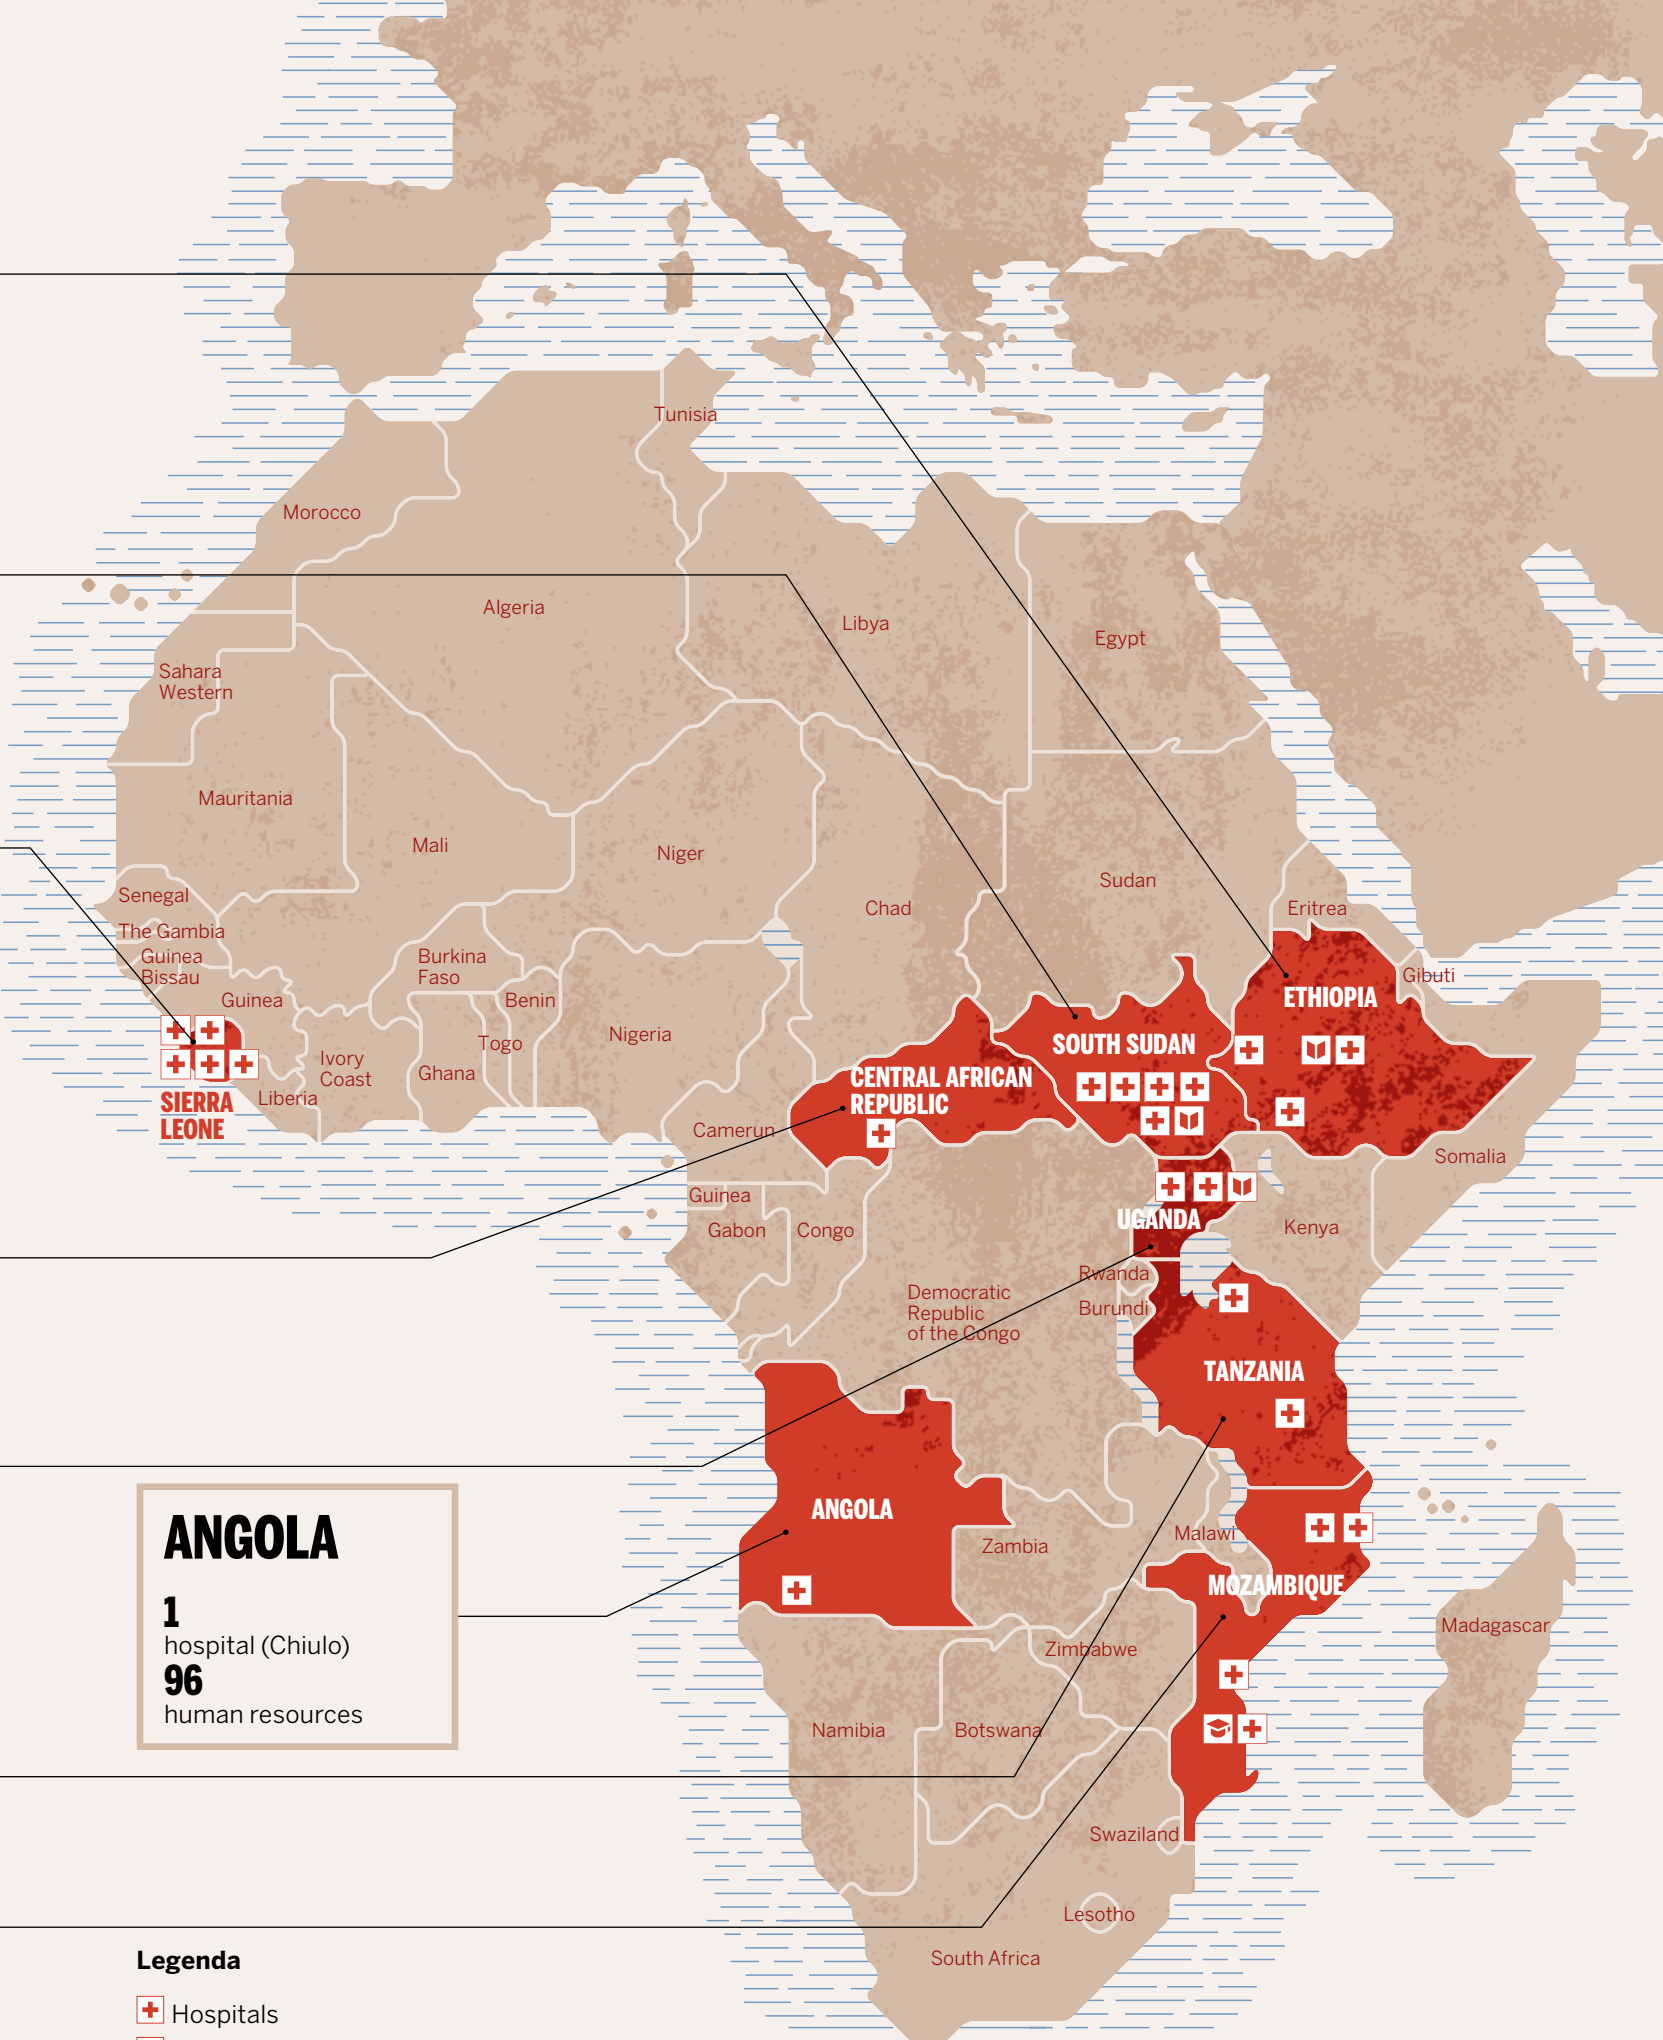 Tunisia
Morocco
Algeria
Libya
Egypt
Sahara
Western
Mauritania
Mali
Niger
Chad
Sudan
Eritrea
Senegal
The Gambia
Guinea
Bissau
Guinea
Burkina
Faso
Benin
Togo
Ghana
Ivory
Coast
Liberia
Nigeria
Gibuti
ETHIOPIA
SOUTH SUDAN
CENTRAL AFRICAN
REPUBLIC
SIERRA
LEONE
Camerun
Somalia
Guinea
Gabon
Congo
UGANDA
Kenya
Rwanda
Burundi
Democratic
Republic
of the Congo
TANZANIA
ANGOLA
Zambia
Malawi
MOZAMBIQUE
Madagascar
Zimbabwe
Namibia
Botswana
Swaziland
Lesotho
South Africa
ANGOLA
1
hospital (Chiulo)
96
human resources
Legenda
Hospitals